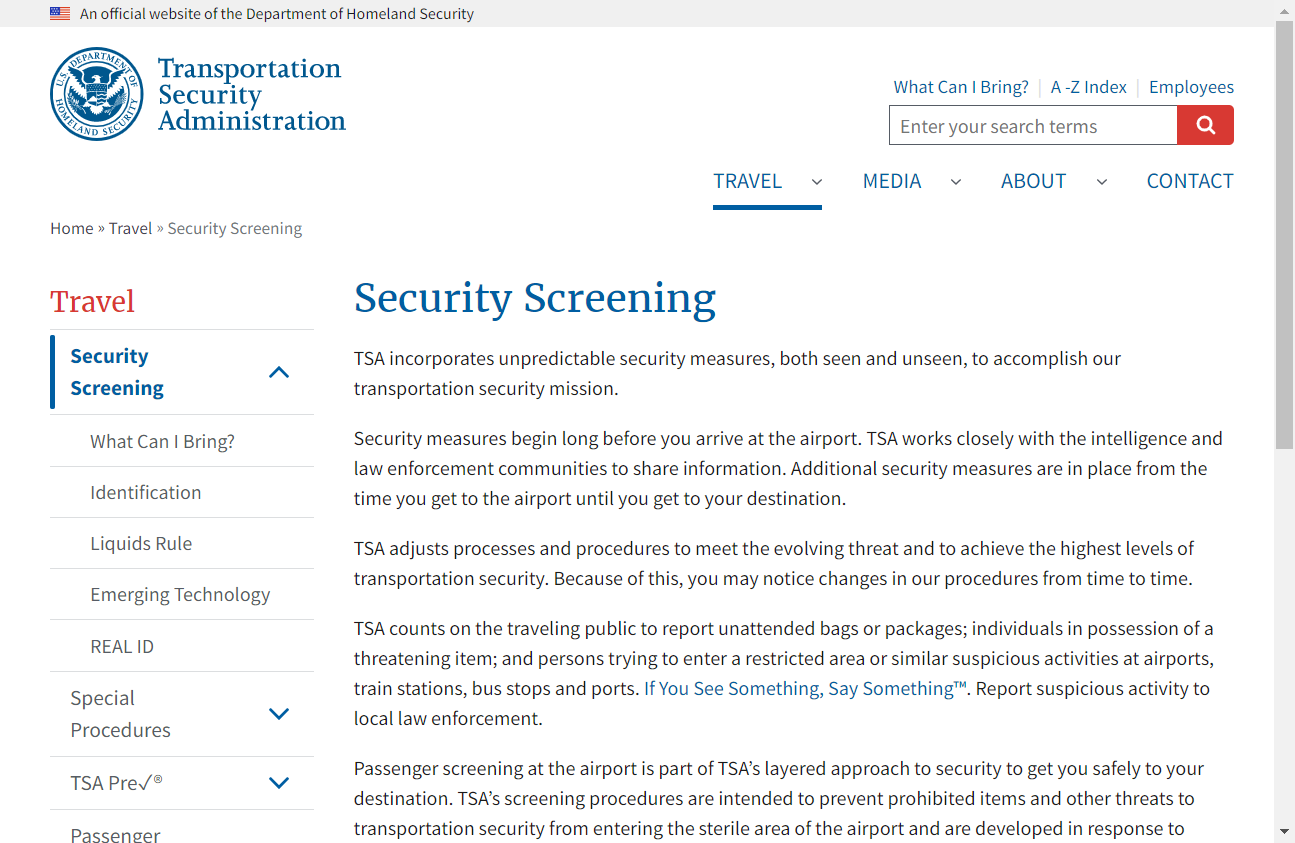 An official website of the Department of Homeland Security
U.S. DEPARTMENT OF HOMELAND SECURITY
Transportation
Security
Administration
What Can I Bring?
A -Z Index
Employees
Enter your search terms
TRAVEL
MEDIA
ABOUT
CONTACT
Home » Travel » Security Screening
Travel
Security
Screening
What Can I Bring?
Identification
Liquids Rule
Emerging Technology
REAL ID
Special
Procedures
TSA Pre✓®
Passenger
Security Screening
TSA incorporates unpredictable security measures, both seen and unseen, to accomplish our
transportation security mission.
Security measures begin long before you arrive at the airport. TSA works closely with the intelligence and
law enforcement communities to share information. Additional security measures are in place from the
time you get to the airport until you get to your destination.
TSA adjusts processes and procedures to meet the evolving threat and to achieve the highest levels of
transportation security. Because of this, you may notice changes in our procedures from time to time.
TSA counts on the traveling public to report unattended bags or packages; individuals in possession of a
threatening item; and persons trying to enter a restricted area or similar suspicious activities at airports,
train stations, bus stops and ports. If You See Something, Say Something™. Report suspicious activity to
local law enforcement.
Passenger screening at the airport is part of TSA’s layered approach to security to get you safely to your
destination. TSA’s screening procedures are intended to prevent prohibited items and other threats to
transportation security from entering the sterile area of the airport and are developed in response to